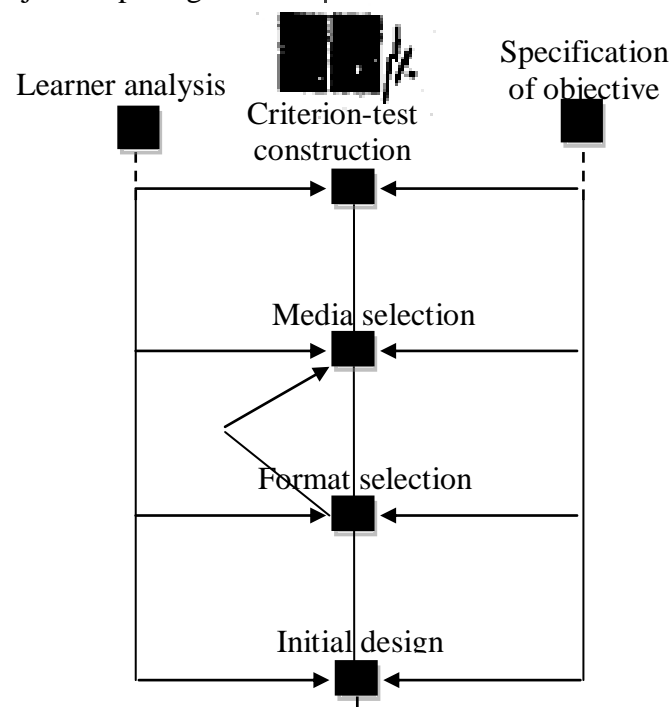 Learner analysis
Specification
of objective
Criterion-test
construction
Media selection
Format selection
Initial design